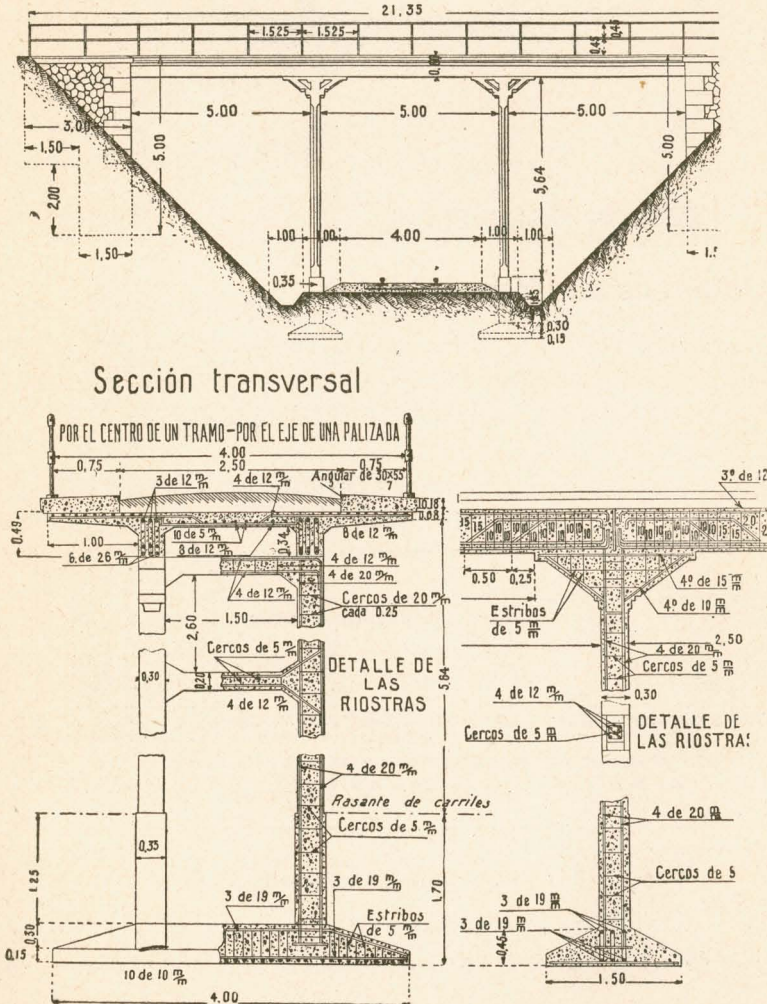 21,35
1.525 1.525
0,45
0,45
0,60
5.00 5.00 5.00
3,00
1,50
5.00
5.00
5,64
2,00
1,50
1.00 1.00 4.00 1.00 1.00
0,35
0.30
0,15
Sección transversal
POR EL CENTRO DE UN TRAMO-POR EL EJE DE UNA PALIZADA
4.00
0,75 2,50 0.75
3 de 12 m/m 4 de 12 m/m Angular de 30x55
7
0,49
0.18
0.08
1.00
10 de 5 m/m
8 de 12 m/m
0.34
8 de 12 m/m
6 de 26 m/m
4 de 12 m/m
4 de 20 m/m
4 de 12 m/m
Cercos de 20 m/m
cada 0.25
1,50
2,60
Cercos de 5 m/m
0,30
0,20
4 de 12 m/m
DETALLE DE
LAS
RIOSTRAS
5,64
4 de 20 m/m
Rasante de carriles
Cercos de 5 m/m
0,35
1.25
1,70
3 de 19 m/m 3 de 19 m/m
Estribos
de 5 m/m
0,30
0,15
10 de 10 m/m
4.00
3.º de 12
0.50 0,25
4.º de 15 m/m
4.º de 10 m/m
Estribos
de 5 m/m
2,50
4 de 20 m/m
Cercos de 5 m/m
0,30
4 de 12 m/m
Cercos de 5 m/m
DETALLE DE
LAS RIOSTRAS
4 de 20 m/m
Cercos de 5
3 de 19 m/m
3 de 19 m/m
0,45
1.50